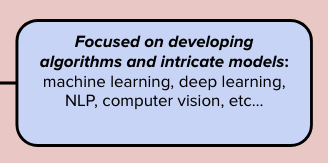 Focused on developing
algorithms and intricate models:
machine learning, deep learning,
NLP, computer vision, etc...